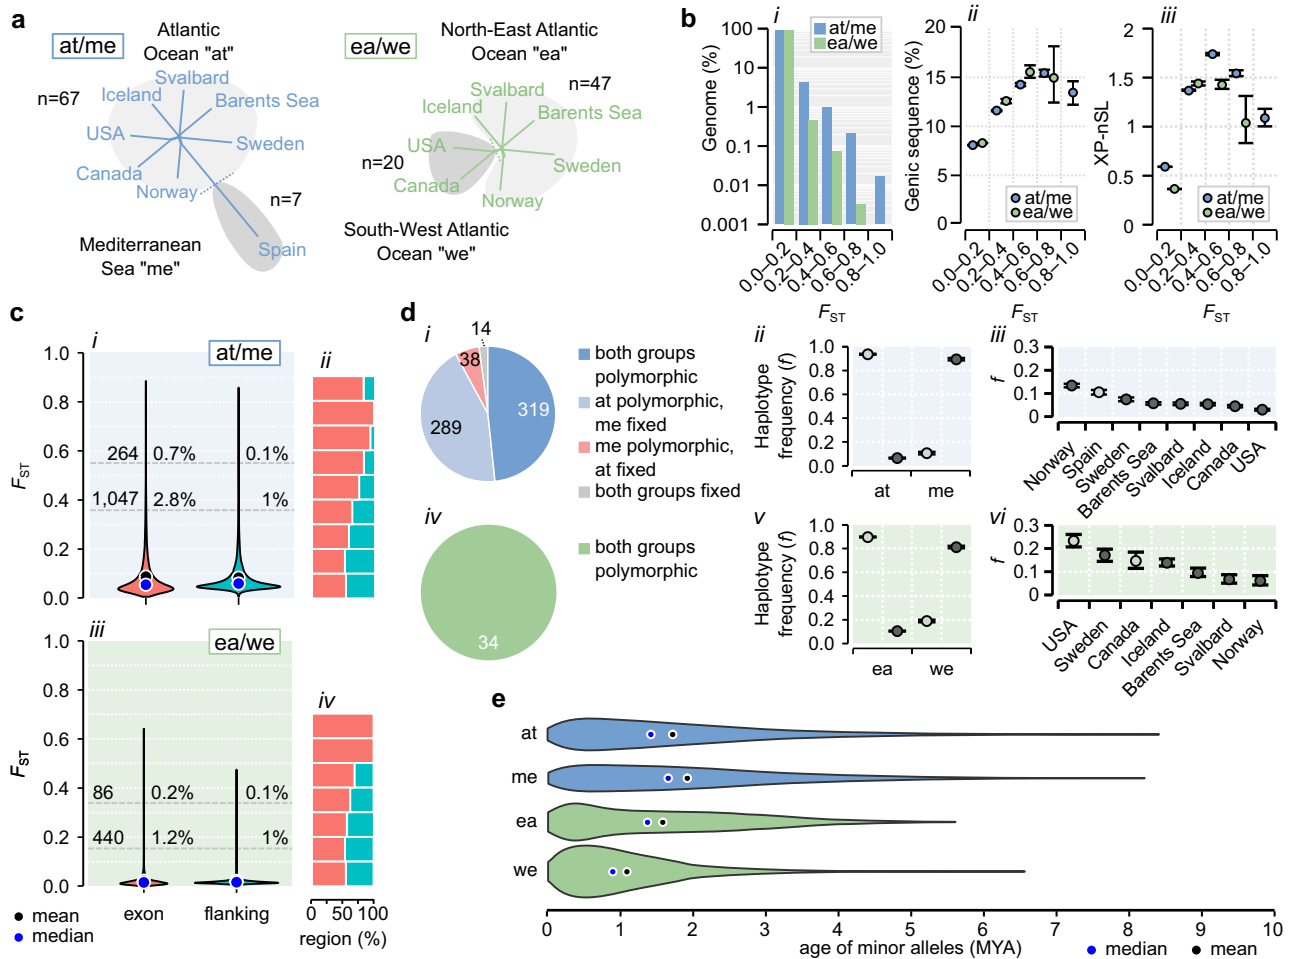 a
at/me
Atlantic
Ocean "at"
n=67
Svalbard
Iceland
Barents Sea
USA
Sweden
Canada
Norway
n=7
Mediterranean
Sea "me"
Spain
ea/we
North-East Atlantic
Ocean "ea"
n=47
Svalbard
Iceland
Barents Sea
USA
n=20
Sweden
Canada
Norway
South-West Atlantic
Ocean "we"
b
i
Genome (%)
100
10
1
0.1
0.01
0.001
at/me
ea/we
0.0–0.2
0.2–0.4
0.4–0.6
0.6–0.8
0.8–1.0
FST
ii
Genic sequence (%)
20
15
10
5
0
at/me
ea/we
0.0–0.2
0.2–0.4
0.4–0.6
0.6–0.8
0.8–1.0
FST
iii
XP-nSL
2
1.5
1
0.5
0
at/me
ea/we
0.0–0.2
0.2–0.4
0.4–0.6
0.6–0.8
0.8–1.0
FST
c
i
at/me
FST
1.0
0.8
0.6
0.4
0.2
0.0
264 0.7% 0.1%
1,047 2.8% 1%
ii
iii
ea/we
FST
1.0
0.8
0.6
0.4
0.2
0.0
86 0.2% 0.1%
440 1.2% 1%
exon
flanking
mean
median
iv
0 50 100
region (%)
d
i
14
38
319
289
both groups
polymorphic
at polymorphic,
me fixed
me polymorphic,
at fixed
both groups fixed
ii
Haplotype
frequency (f)
1.0
0.8
0.6
0.4
0.2
0.0
at
me
iii
f
0.3
0.2
0.1
0
Norway
Spain
Sweden
Barents Sea
Svalbard
Iceland
Canada
USA
iv
34
both groups
polymorphic
v
Haplotype
frequency (f)
1.0
0.8
0.6
0.4
0.2
0.0
ea
we
vi
f
0.3
0.2
0.1
0
USA
Sweden
Canada
Iceland
Barents Sea
Svalbard
Norway
e
at
me
ea
we
0 1 2 3 4 5 6 7 8 9 10
age of minor alleles (MYA)
median
mean